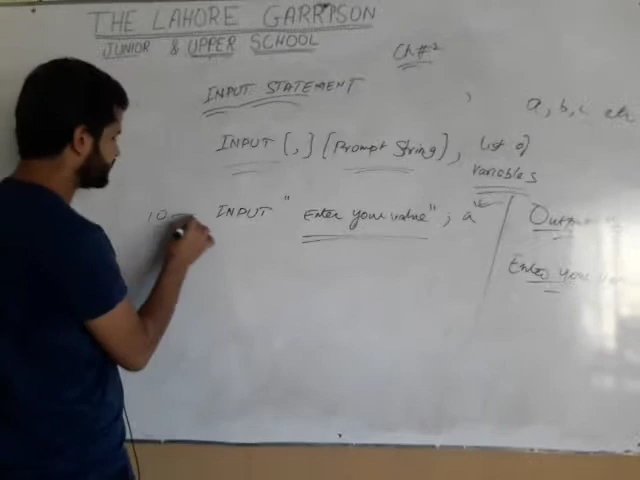 THE LAHORE GARRISON
JUNIOR & UPPER SCHOOL
Ch#2
INPUT STATEMENT
, a, b, c etc
INPUT [,] [Prompt String], list of
variables
10 INPUT " Enter your value" ; a
Output
Enter your